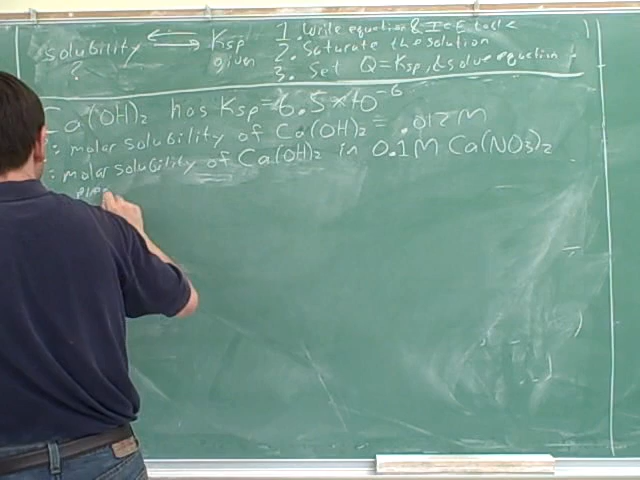 solubility ⇌ Ksp 1. Write equation & ICE table
? given 2. Saturate the solution
3. Set Q=Ksp, & solve equation
Ca(OH)₂ has Ksp=6.5×10⁻⁶
: molar solubility of Ca(OH)₂ = .012M
: molar solubility of Ca(OH)₂ in 0.1M Ca(NO₃)₂